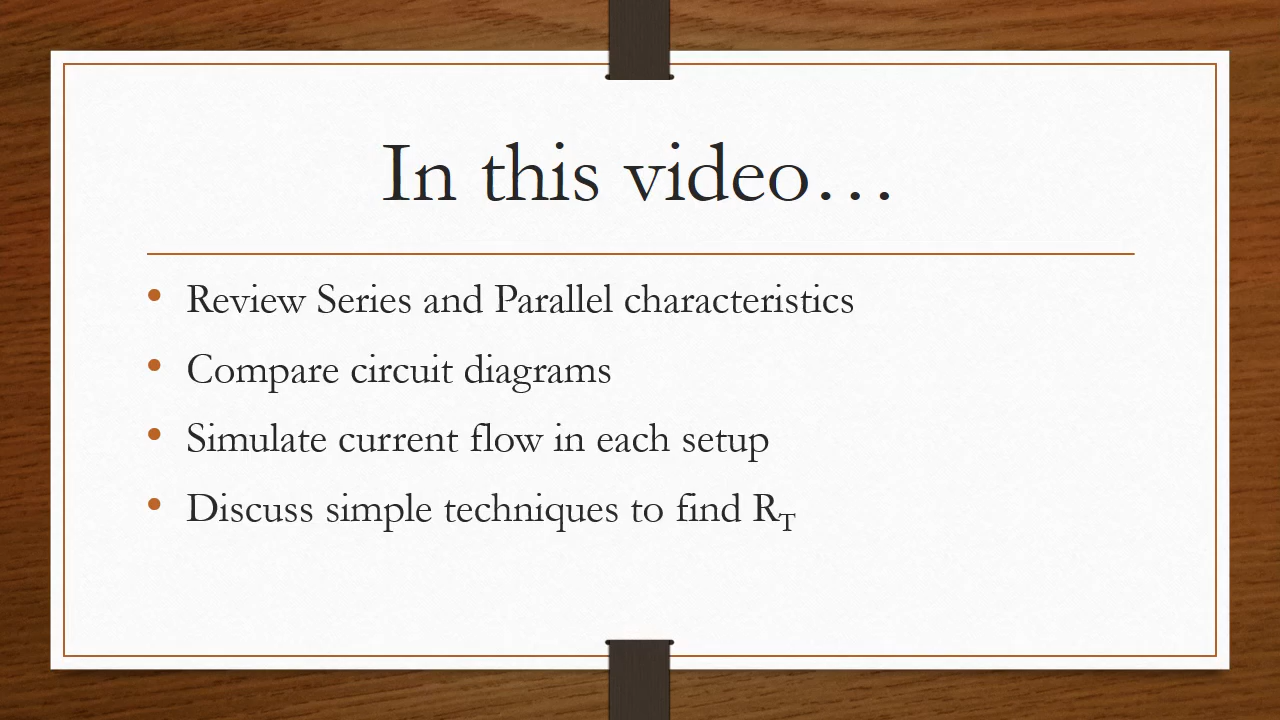 In this video…
• Review Series and Parallel characteristics
• Compare circuit diagrams
• Simulate current flow in each setup
• Discuss simple techniques to find R_T